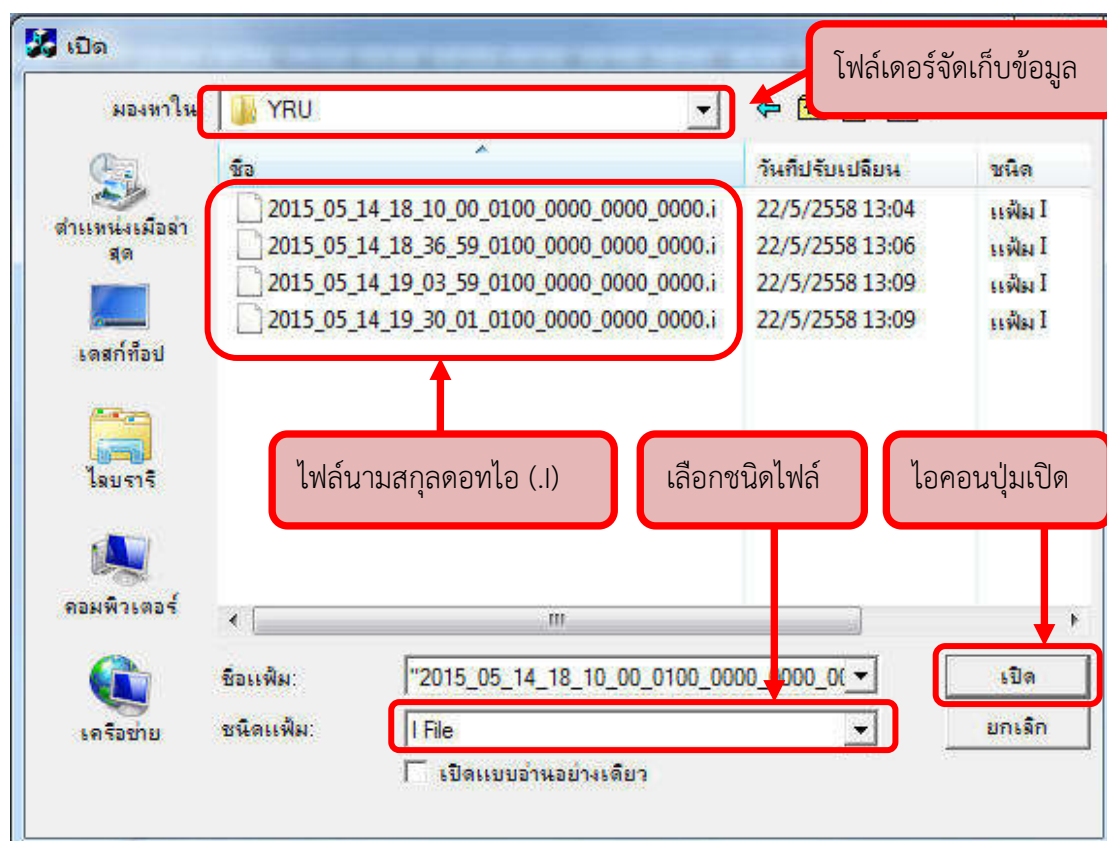 เปิด
โฟล์เดอร์จัดเก็บข้อมูล
มองหาใน
YRU
ชื่อ วันที่ปรับเปลี่ยน ชนิด
2015_05_14_18_10_00_0100_0000_0000_0000.i 22/5/2558 13:04 แฟ้ม I
2015_05_14_18_36_59_0100_0000_0000_0000.i 22/5/2558 13:06 แฟ้ม I
2015_05_14_19_03_59_0100_0000_0000_0000.i 22/5/2558 13:09 แฟ้ม I
2015_05_14_19_30_01_0100_0000_0000_0000.i 22/5/2558 13:09 แฟ้ม I
ตำแหน่งเมื่อล่า
สุด
เดสก์ท็อป
ไลบรารี
คอมพิวเตอร์
เครือข่าย
ไฟล์นามสกุลดอทไอ (.I)
เลือกชนิดไฟล์
ไอคอนปุ่มเปิด
ชื่อแฟ้ม: "2015_05_14_18_10_00_0100_0000_0000_0( เปิด
ชนิดแฟ้ม: I File ยกเลิก
เปิดแบบอ่านอย่างเดียว